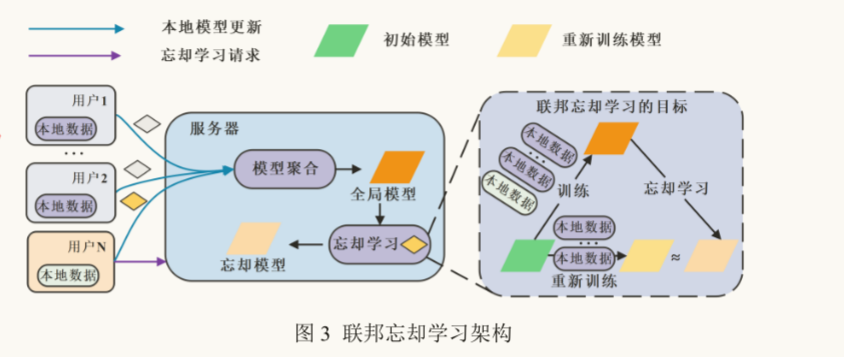 本地模型更新
忘却学习请求
初始模型
重新训练模型
用户1
本地数据
...
用户2
本地数据
用户N
本地数据
服务器
模型聚合
全局模型
忘却学习
忘却模型
联邦忘却学习的目标
本地数据
...
本地数据
本地数据
训练
忘却学习
本地数据
...
本地数据
≈
重新训练
图 3 联邦忘却学习架构